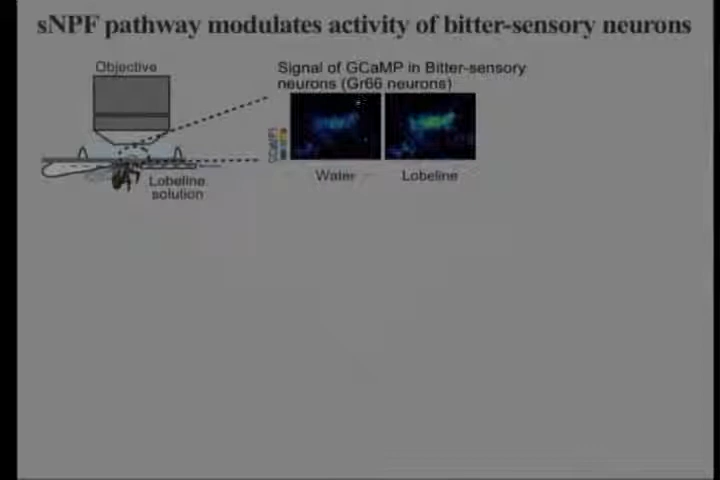 sNPF pathway modulates activity of bitter-sensory neurons
Objective
Signal of GCaMP in Bitter-sensory
neurons (Gr66 neurons)
Water
Lobeline
Lobeline
solution